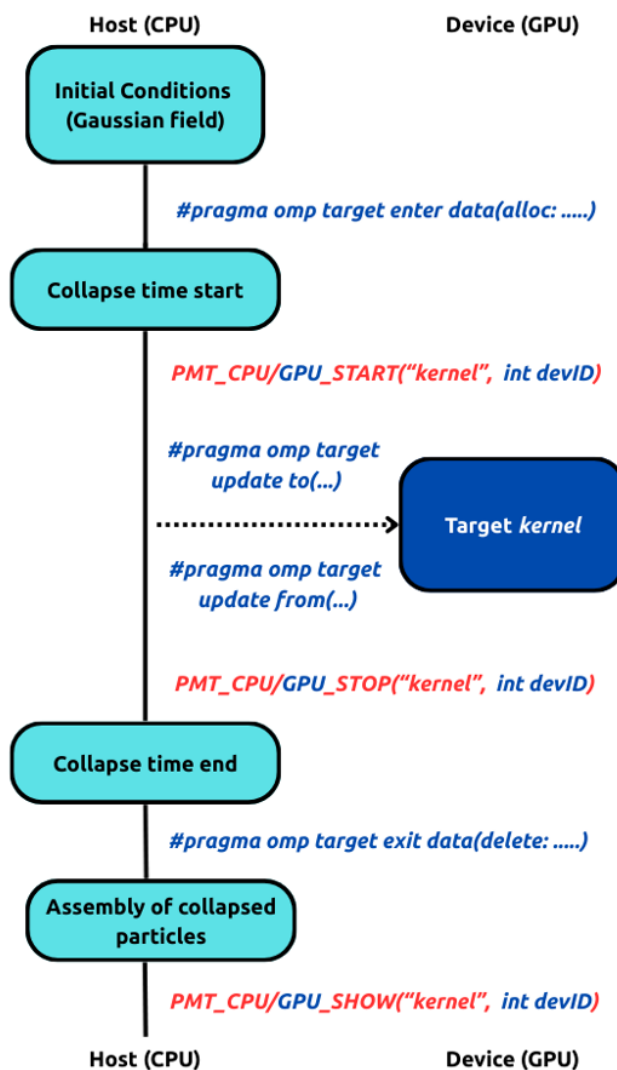 Host (CPU)
Device (GPU)
Initial Conditions
(Gaussian field)
#pragma omp target enter data(alloc: .....)
Collapse time start
PMT_CPU/GPU_START(“kernel”, int devID)
#pragma omp target
update to(...)
Target kernel
#pragma omp target
update from(...)
PMT_CPU/GPU_STOP(“kernel”, int devID)
Collapse time end
#pragma omp target exit data(delete: .....)
Assembly of collapsed
particles
PMT_CPU/GPU_SHOW(“kernel”, int devID)
Host (CPU)
Device (GPU)